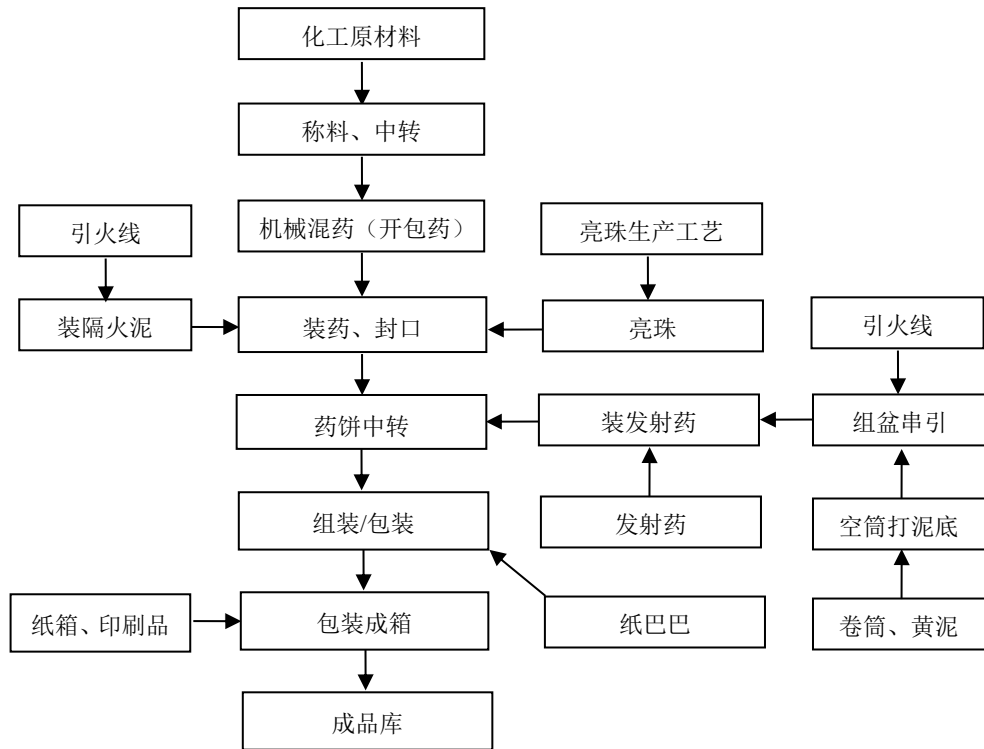 化工原材料
称料、中转
引火线
机械混药（开包药）
亮珠生产工艺
装隔火泥
装药、封口
亮珠
引火线
药饼中转
装发射药
组盆串引
组装/包装
发射药
空筒打泥底
纸箱、印刷品
包装成箱
纸巴巴
卷筒、黄泥
成品库